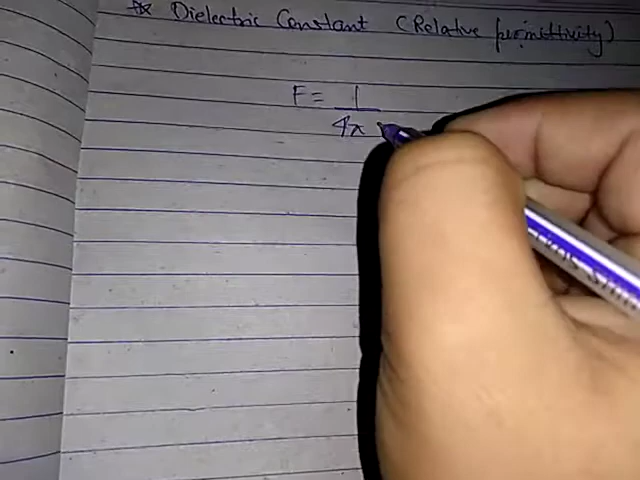 * Dielectric Constant (Relative permittivity)
F = 1
4π